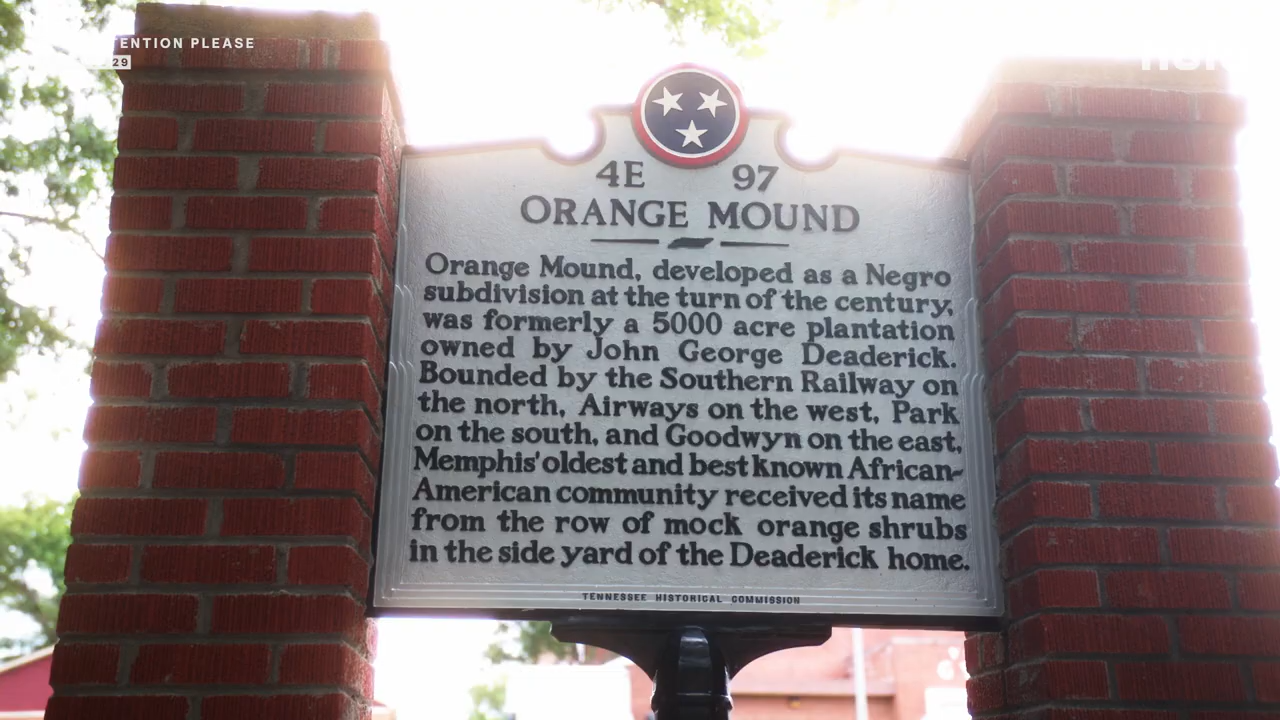 TENTION PLEASE
29
4E 97
ORANGE MOUND
Orange Mound, developed as a Negro
subdivision at the turn of the century,
was formerly a 5000 acre plantation
owned by John George Deaderick.
Bounded by the Southern Railway on
the north, Airways on the west, Park
on the south, and Goodwyn on the east,
Memphis' oldest and best known African-
American community received its name
from the row of mock orange shrubs
in the side yard of the Deaderick home.
TENNESSEE HISTORICAL COMMISSION